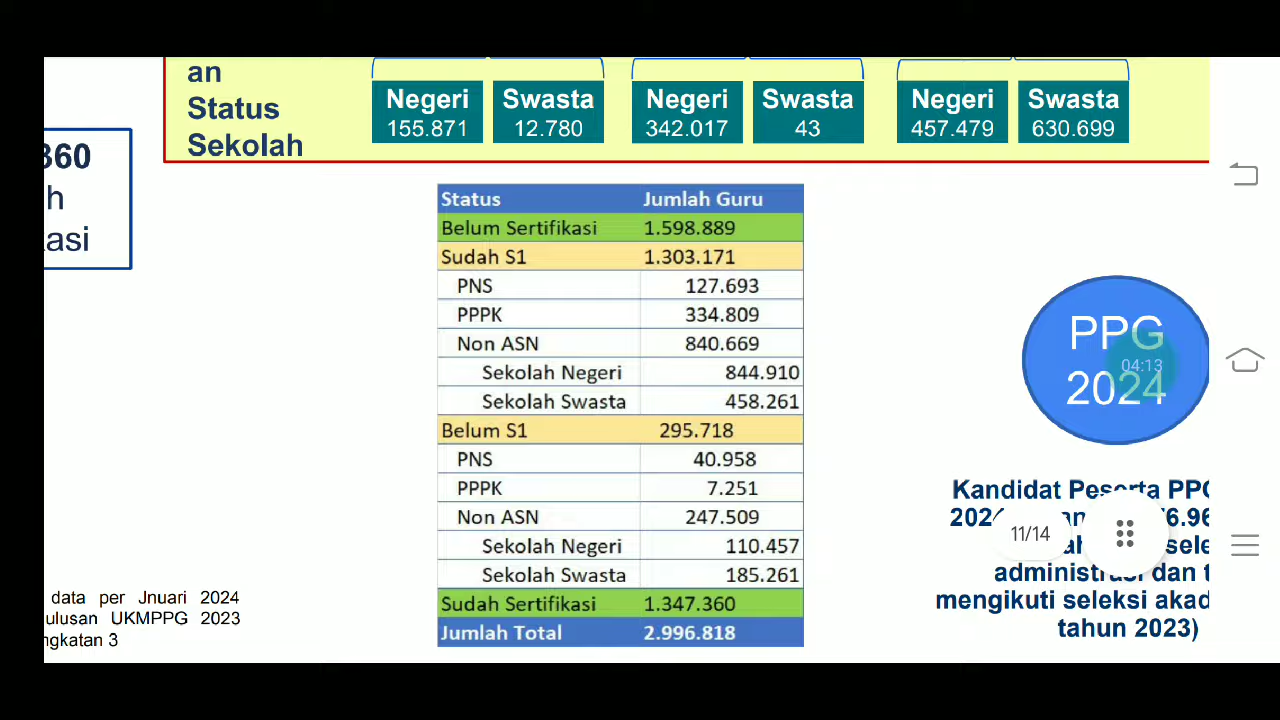 an
Status
Sekolah
Negeri
155.871
Swasta
12.780
Negeri
342.017
Swasta
43
Negeri
457.479
Swasta
630.699
360
h
asi
Status Jumlah Guru
Belum Sertifikasi 1.598.889
Sudah S1 1.303.171
PNS 127.693
PPPK 334.809
Non ASN 840.669
Sekolah Negeri 844.910
Sekolah Swasta 458.261
Belum S1 295.718
PNS 40.958
PPPK 7.251
Non ASN 247.509
Sekolah Negeri 110.457
Sekolah Swasta 185.261
Sudah Sertifikasi 1.347.360
Jumlah Total 2.996.818
PPG
04:13
2024
Kandidat Peserta
11/14
administrasi dan
mengikuti seleksi
tahun 2023)
data per Jnuari 2024
ulusan UKMPPG 2023
ngkatan 3